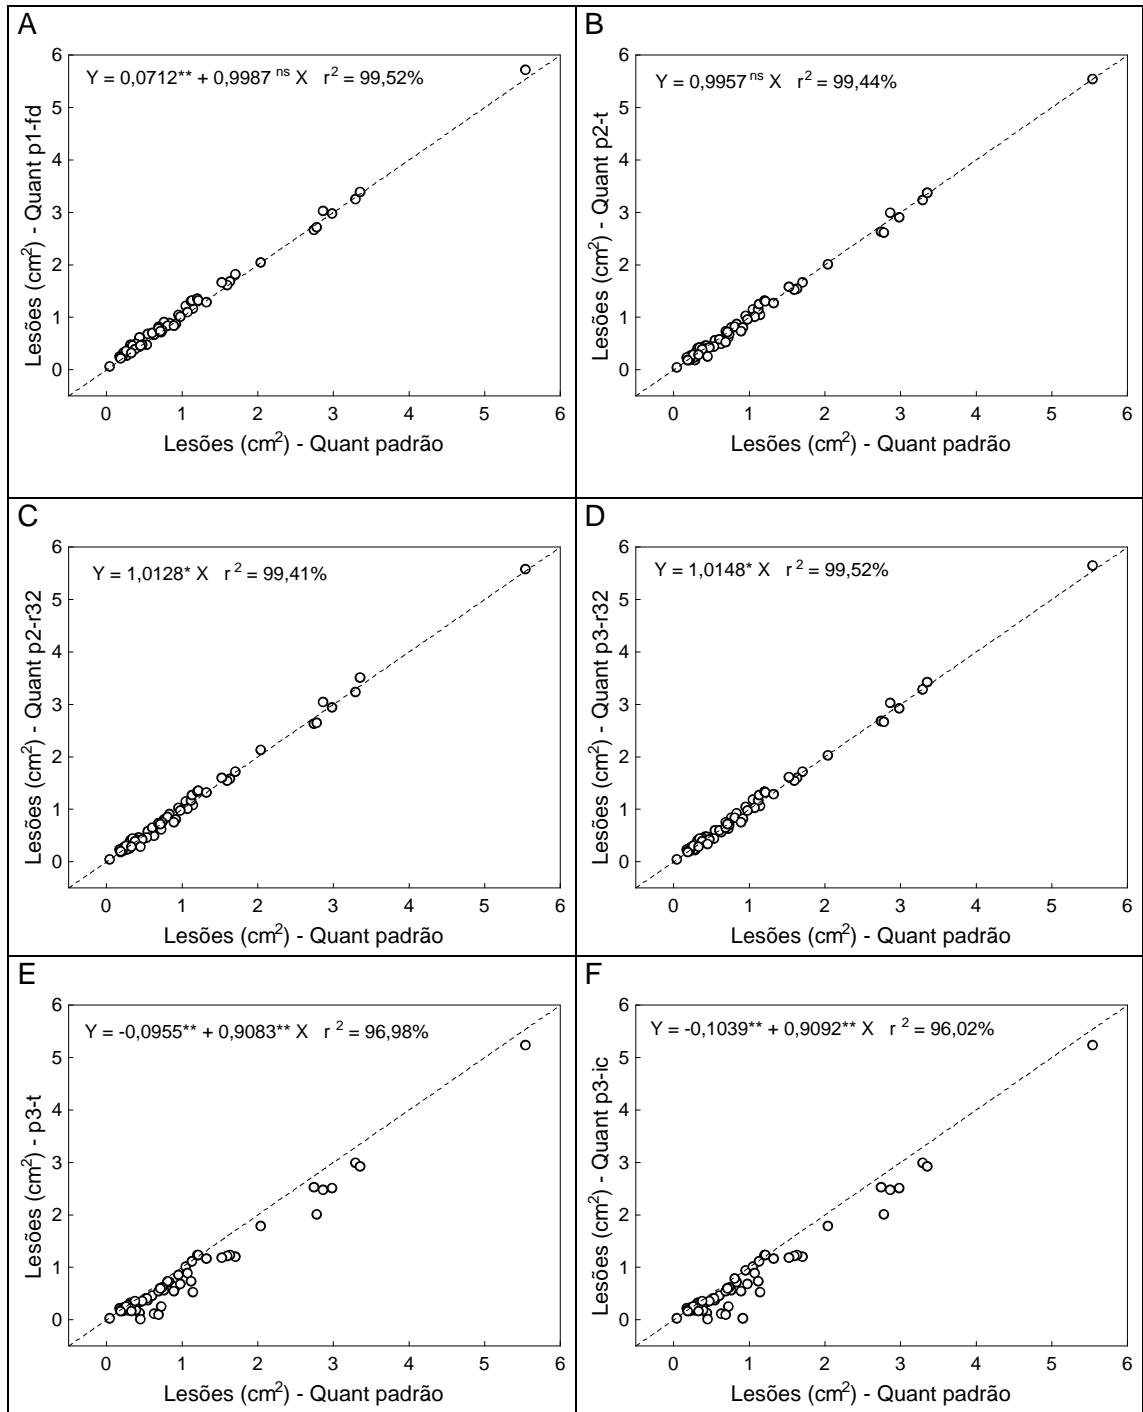 A
Y = 0,0712** + 0,9987 ns X r² = 99,52%
Lesões (cm²) - Quant p1-fd
6
5
4
3
2
1
0
0 1 2 3 4 5 6
Lesões (cm²) - Quant padrão
B
Y = 0,9957 ns X r² = 99,44%
Lesões (cm²) - Quant p2-t
6
5
4
3
2
1
0
0 1 2 3 4 5 6
Lesões (cm²) - Quant padrão
C
Y = 1,0128* X r² = 99,41%
Lesões (cm²) - Quant p2-r32
6
5
4
3
2
1
0
0 1 2 3 4 5 6
Lesões (cm²) - Quant padrão
D
Y = 1,0148* X r² = 99,52%
Lesões (cm²) - Quant p3-r32
6
5
4
3
2
1
0
0 1 2 3 4 5 6
Lesões (cm²) - Quant padrão
E
Y = -0,0955** + 0,9083** X r² = 96,98%
Lesões (cm²) - p3-t
6
5
4
3
2
1
0
0 1 2 3 4 5 6
Lesões (cm²) - Quant padrão
F
Y = -0,1039** + 0,9092** X r² = 96,02%
Lesões (cm²) - Quant p3-ic
6
5
4
3
2
1
0
0 1 2 3 4 5 6
Lesões (cm²) - Quant padrão